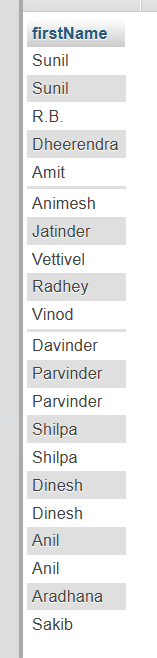 firstName
Sunil
Sunil
R.B.
Dheerendra
Amit
Animesh
Jatinder
Vettivel
Radhey
Vinod
Davinder
Parvinder
Parvinder
Shilpa
Shilpa
Dinesh
Dinesh
Anil
Anil
Aradhana
Sakib